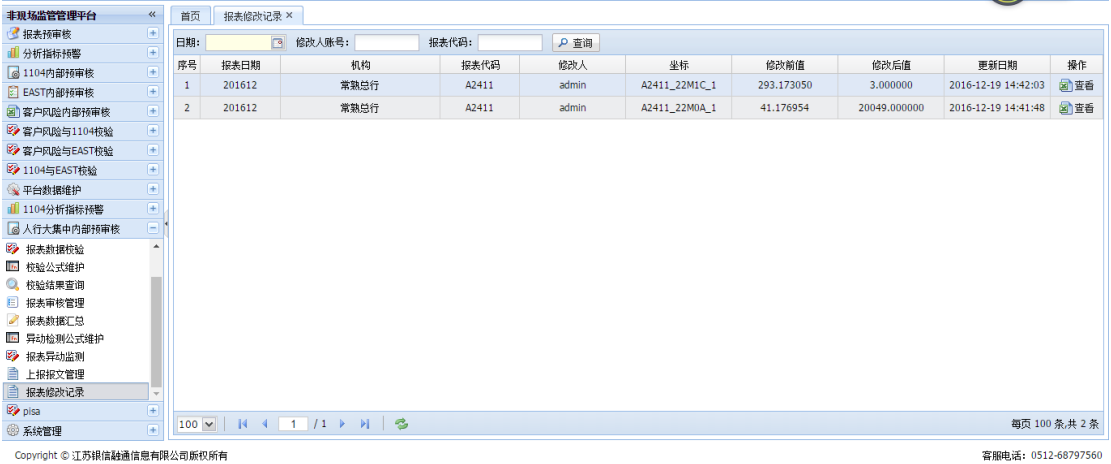 非现场监管管理平台 «
报表预审核
分析指标预警
1104内部预审核
EAST内部预审核
客户风险内部预审核
客户风险与1104校验
客户风险与EAST校验
1104与EAST校验
平台数据维护
1104分析指标预警
人行大集中内部预审核
报表数据校验
校验公式维护
校验结果查询
报表审核管理
报表数据汇总
异动检测公式维护
报表异动监测
上报报文管理
报表修改记录
pisa
系统管理
首页 报表修改记录 ×
日期: 修改人账号: 报表代码: 查询
序号 报表日期 机构 报表代码 修改人 坐标 修改前值 修改后值 更新日期 操作
1 201612 常熟总行 A2411 admin A2411_22M1C_1 293.173050 3.000000 2016-12-19 14:42:03 查看
2 201612 常熟总行 A2411 admin A2411_22M0A_1 41.176954 20049.000000 2016-12-19 14:41:48 查看
100 1 / 1 每页 100 条,共 2 条
Copyright © 江苏银信融通信息有限公司版权所有 客服电话: 0512-68797560